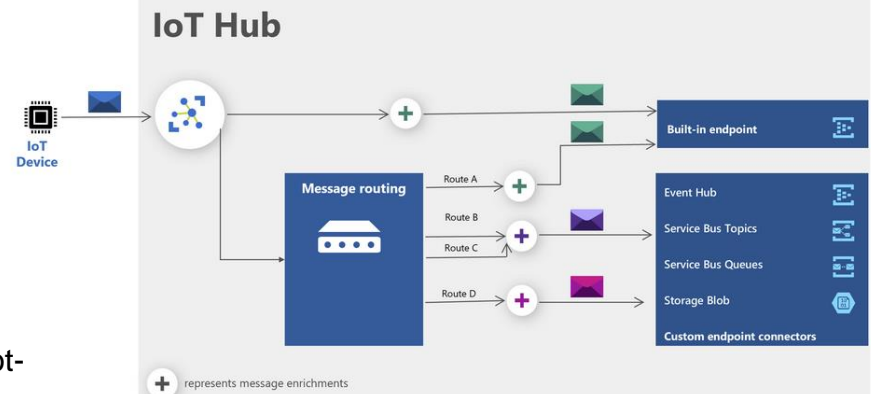 IoT Hub
IoT
Device
Built-in endpoint
Message routing
Route A
Route B
Route C
Route D
Event Hub
Service Bus Topics
Service Bus Queues
Storage Blob
Custom endpoint connectors
ot-
represents message enrichments